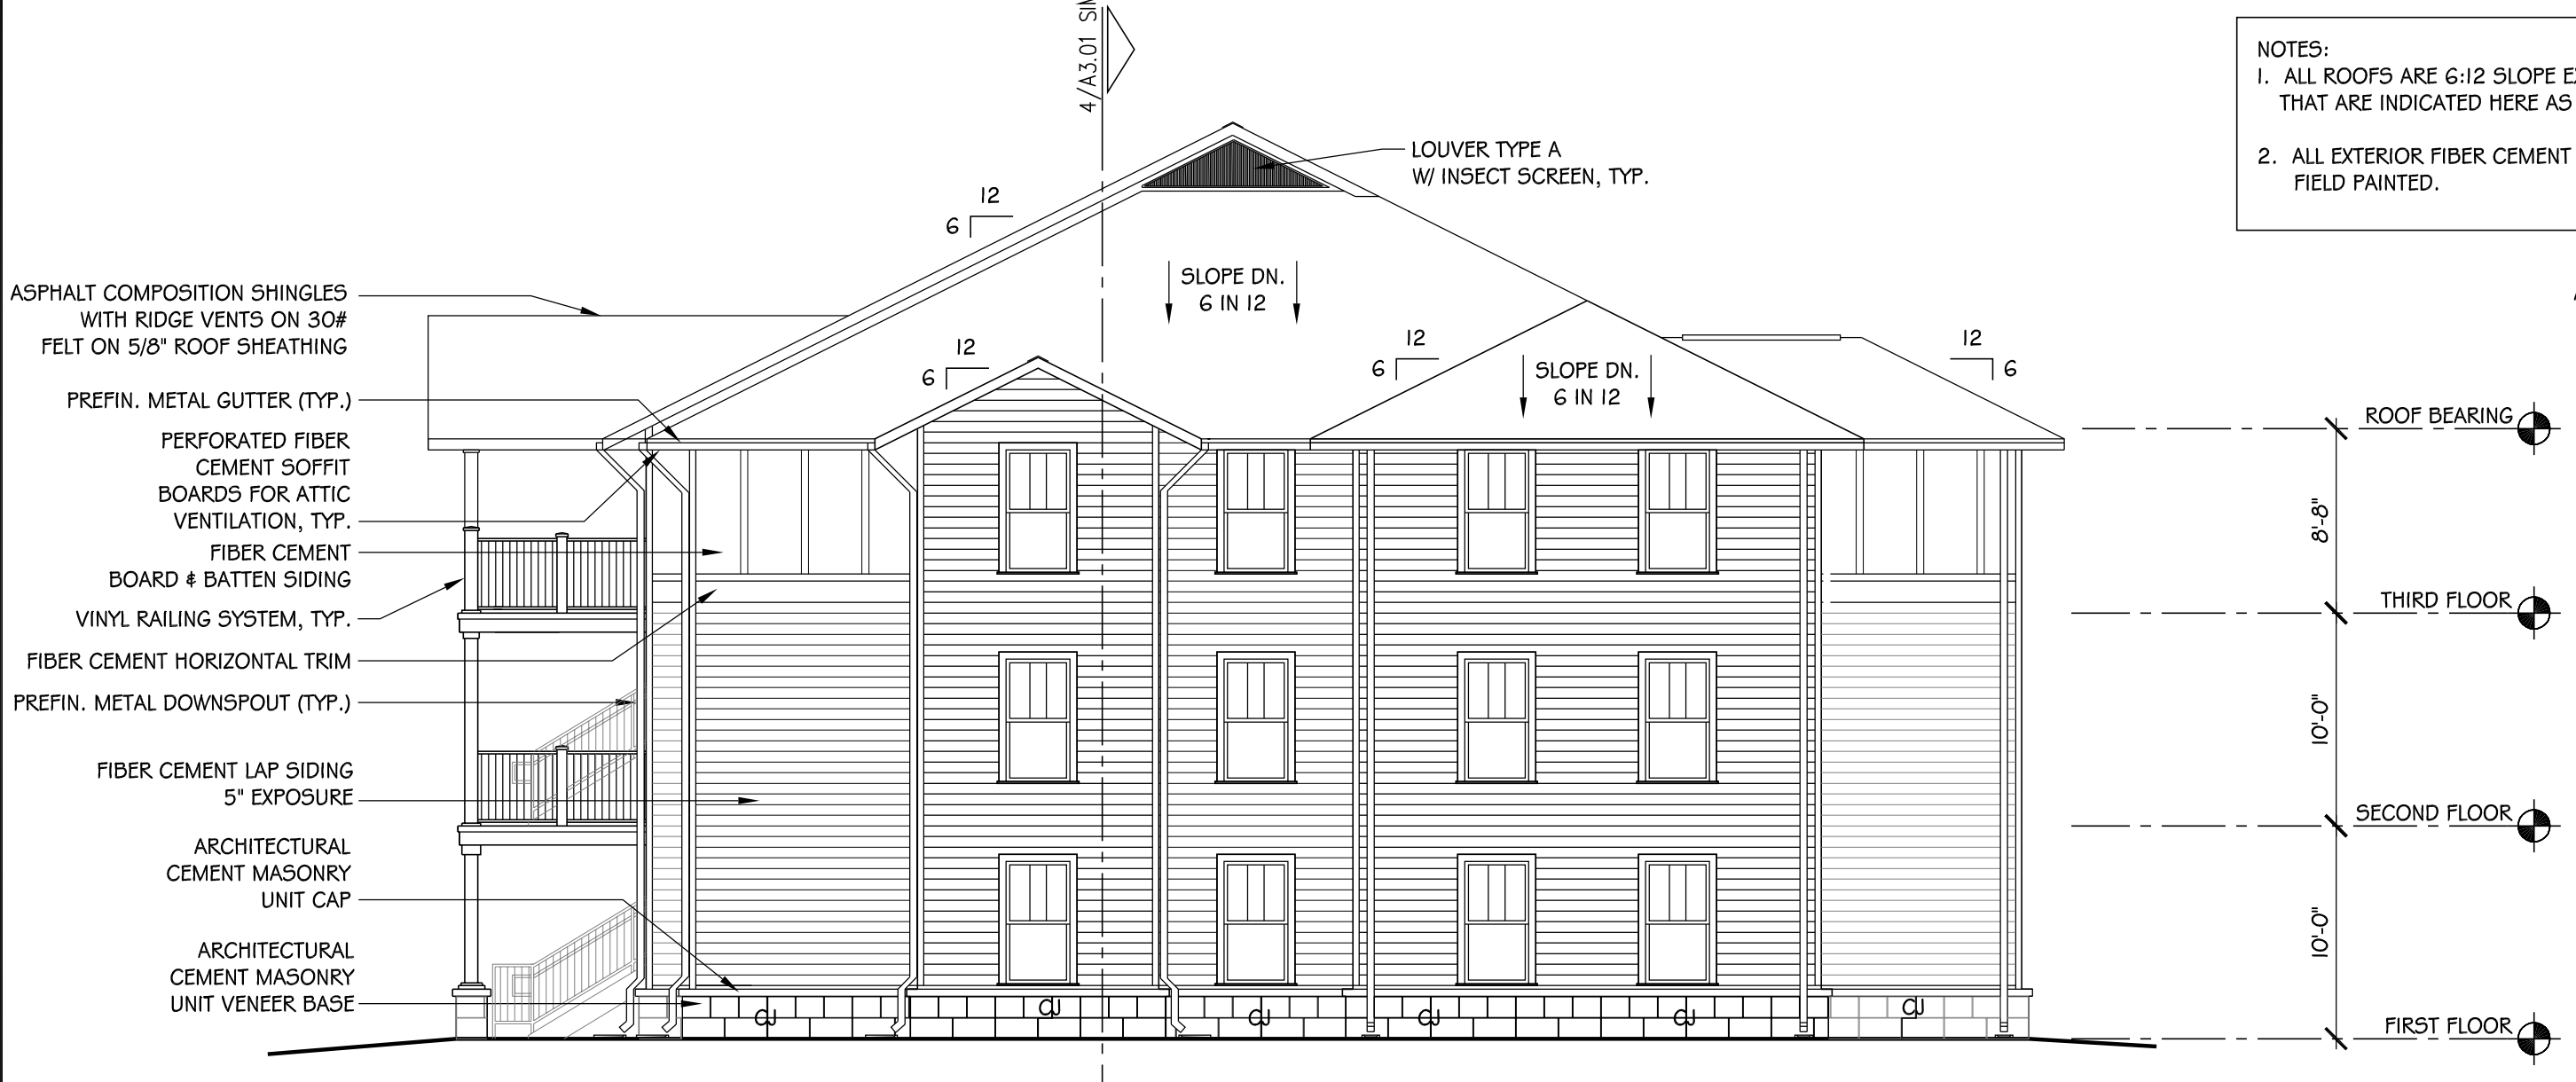 4/A3.01
NOTES:
1. ALL ROOFS ARE 6:12 SLOPE
THAT ARE INDICATED HERE AS
2. ALL EXTERIOR FIBER CEMENT
FIELD PAINTED.
LOUVER TYPE A
W/ INSECT SCREEN, TYP.
12
6
SLOPE DN.
6 IN 12
12
6
12
6
SLOPE DN.
6 IN 12
12
6
ASPHALT COMPOSITION SHINGLES
WITH RIDGE VENTS ON 30#
FELT ON 5/8" ROOF SHEATHING
PREFIN. METAL GUTTER (TYP.)
PERFORATED FIBER
CEMENT SOFFIT
BOARDS FOR ATTIC
VENTILATION, TYP.
FIBER CEMENT
BOARD & BATTEN SIDING
VINYL RAILING SYSTEM, TYP.
FIBER CEMENT HORIZONTAL TRIM
PREFIN. METAL DOWNSPOUT (TYP.)
FIBER CEMENT LAP SIDING
5" EXPOSURE
ARCHITECTURAL
CEMENT MASONRY
UNIT CAP
ARCHITECTURAL
CEMENT MASONRY
UNIT VENEER BASE
CJ
CJ
CJ
CJ
CJ
CJ
ROOF BEARING
8'-8"
THIRD FLOOR
10'-0"
SECOND FLOOR
10'-0"
FIRST FLOOR